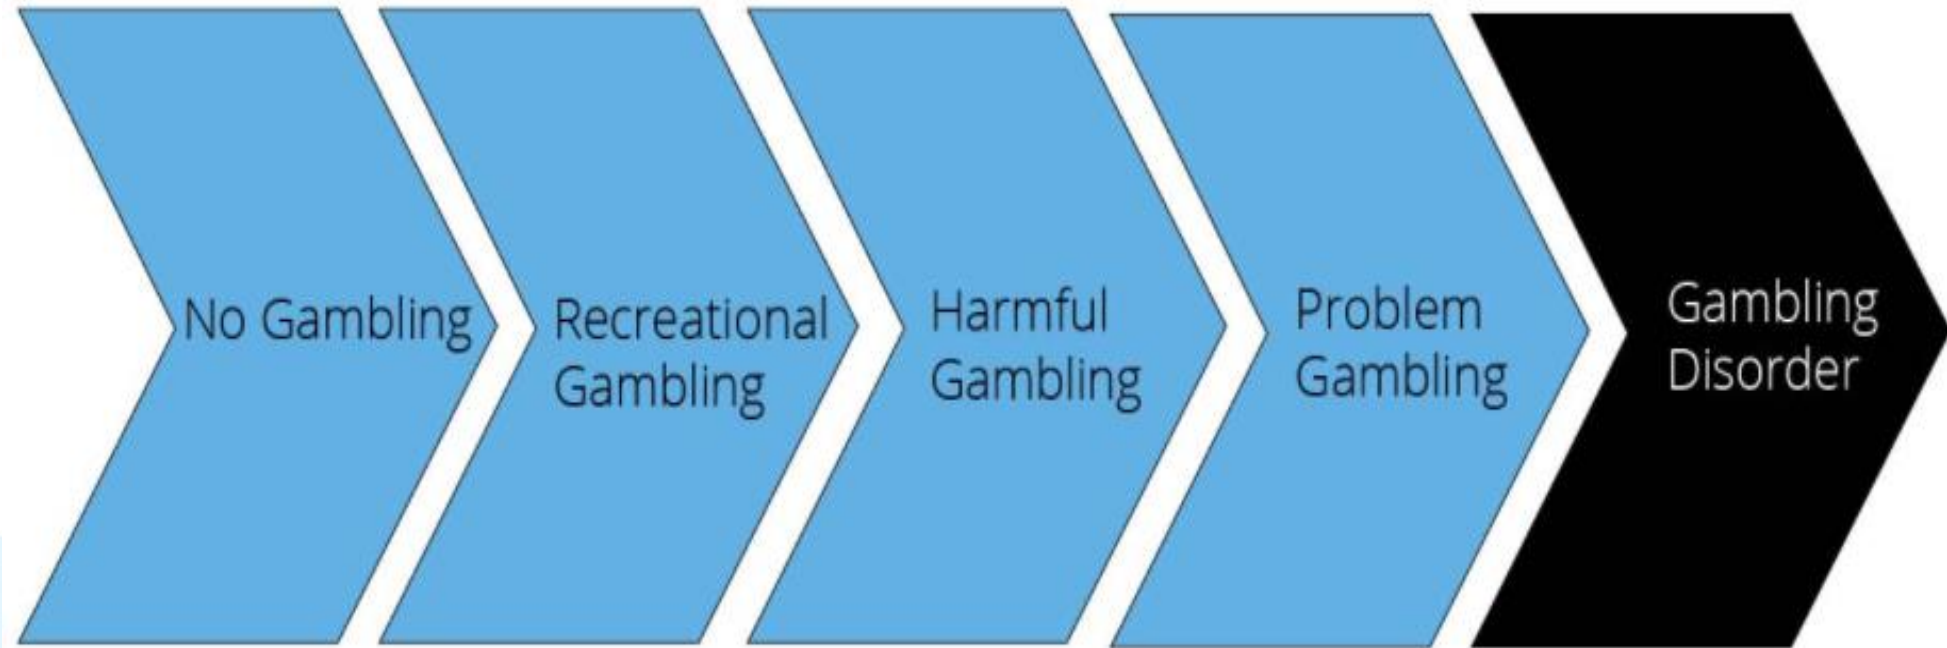 No Gambling
Recreational
Gambling
Harmful
Gambling
Problem
Gambling
Gambling
Disorder